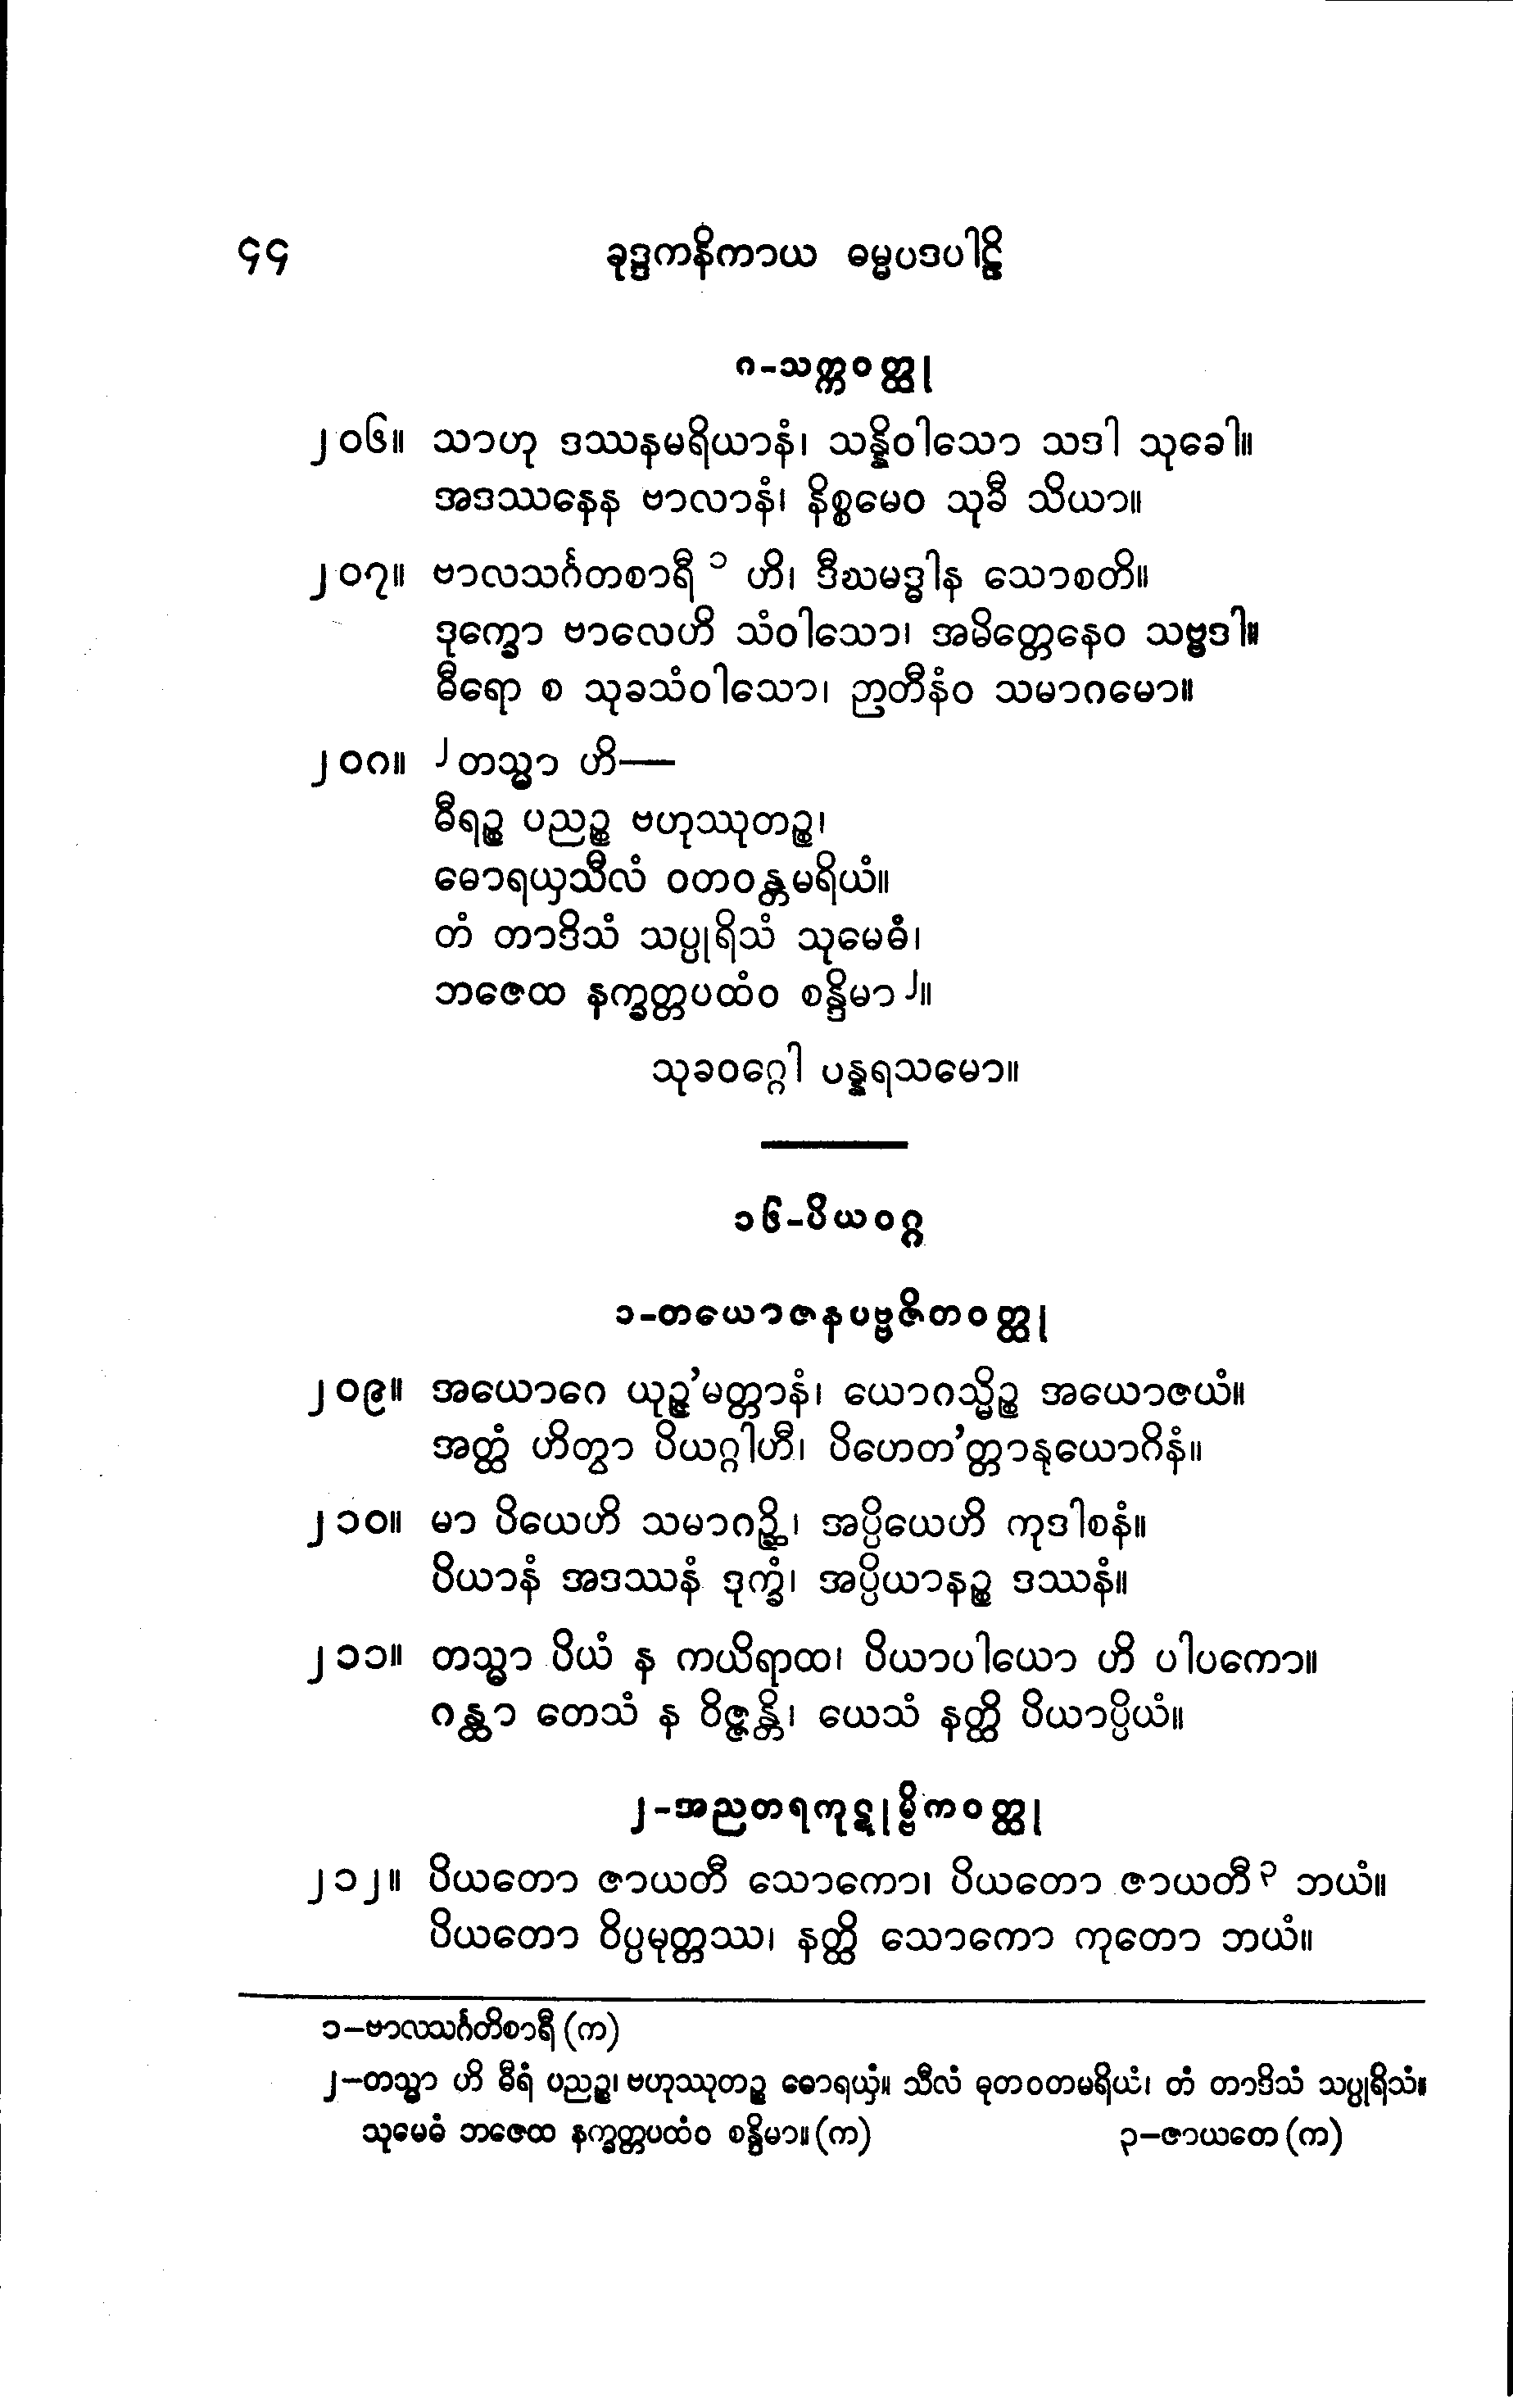 ၄၄ ခုဒ္ဒကနိကာယ ဓမ္မပဒပါဠိ
၈-သက္ကဝတ္ထု
၂၀၆။ သာဟု ဒဿနမရိယာနံ၊ သန္နိဝါသော သဒါ သုခေါ။
အဒဿနေန ဗာလာနံ၊ နိစ္စမေဝ သုခီ သိယာ။
၂၀၇။ ဗာလသင်္ဂတစာရီ ၁ ဟိ၊ ဒီဃမဒ္ဓါန သောစတိ။
ဒုက္ခော ဗာလေဟိ သံဝါသော၊ အမိတ္တေနေဝ သဗ္ဗဒါ။
ဓီရော စ သုခသံဝါသော၊ ဉာတီနံဝ သမာဂမော။
၂၀၈။ ၂ တသ္မာ ဟိ—
ဓီရဉ္စ ပညဉ္စ ဗဟုဿုတဉ္စ၊
ဓောရယှသီလံ ဝတဝန္တမရိယံ။
တံ တာဒိသံ သပ္ပုရိသံ သုမေဓံ၊
ဘဇေထ နက္ခတ္တပထံဝ စန္ဒိမာ ၂။
သုခဝဂ္ဂေါ ပန္နရသမော။
၁၆-ပိယဝဂ္ဂ
၁-တယောဇနပဗ္ဗဇိတဝတ္ထု
၂၀၉။ အယောဂေ ယုဉ္ဇ’မတ္တာနံ၊ ယောဂသ္မိဉ္စ အယောဇယံ။
အတ္ထံ ဟိတွာ ပိယဂ္ဂါဟီ၊ ပိဟေတ’တ္တာနုယောဂိနံ။
၂၁၀။ မာ ပိယေဟိ သမာဂဉ္ဆိ၊ အပ္ပိယေဟိ ကုဒါစနံ။
ပိယာနံ အဒဿနံ ဒုက္ခံ၊ အပ္ပိယာနဉ္စ ဒဿနံ။
၂၁၁။ တသ္မာ ပိယံ န ကယိရာထ၊ ပိယာပါယော ဟိ ပါပကော။
ဂန္ထာ တေသံ န ဝိဇ္ဇန္တိ၊ ယေသံ နတ္ထိ ပိယာပ္ပိယံ။
၂-အညတရကုဋုမ္ဗိကဝတ္ထု
၂၁၂။ ပိယတော ဇာယတီ သောကော၊ ပိယတော ဇာယတီ ၃ ဘယံ။
ပိယတော ဝိပ္ပမုတ္တဿ၊ နတ္ထိ သောကော ကုတော ဘယံ။
၁—ဗာလသင်္ဂတိစာရီ (က)
၂—တသ္မာ ဟိ ဓီရံ ပညဉ္စ၊ ဗဟုဿုတဉ္စ ဓောရယှံ။ သီလံ ဓုတဝတမရိယံ၊ တံ တာဒိသံ သပ္ပုရိသံ။
သုမေဓံ ဘဇေထ နက္ခတ္တပထံဝ စန္ဒိမာ။ (က) ၃—ဇာယတေ (က)